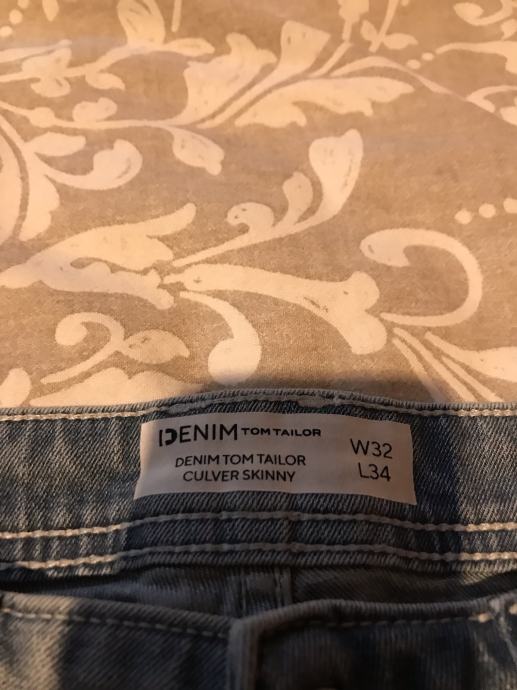 DENIM TOM TAILOR
DENIM TOM TAILOR
CULVER SKINNY
W32
L34